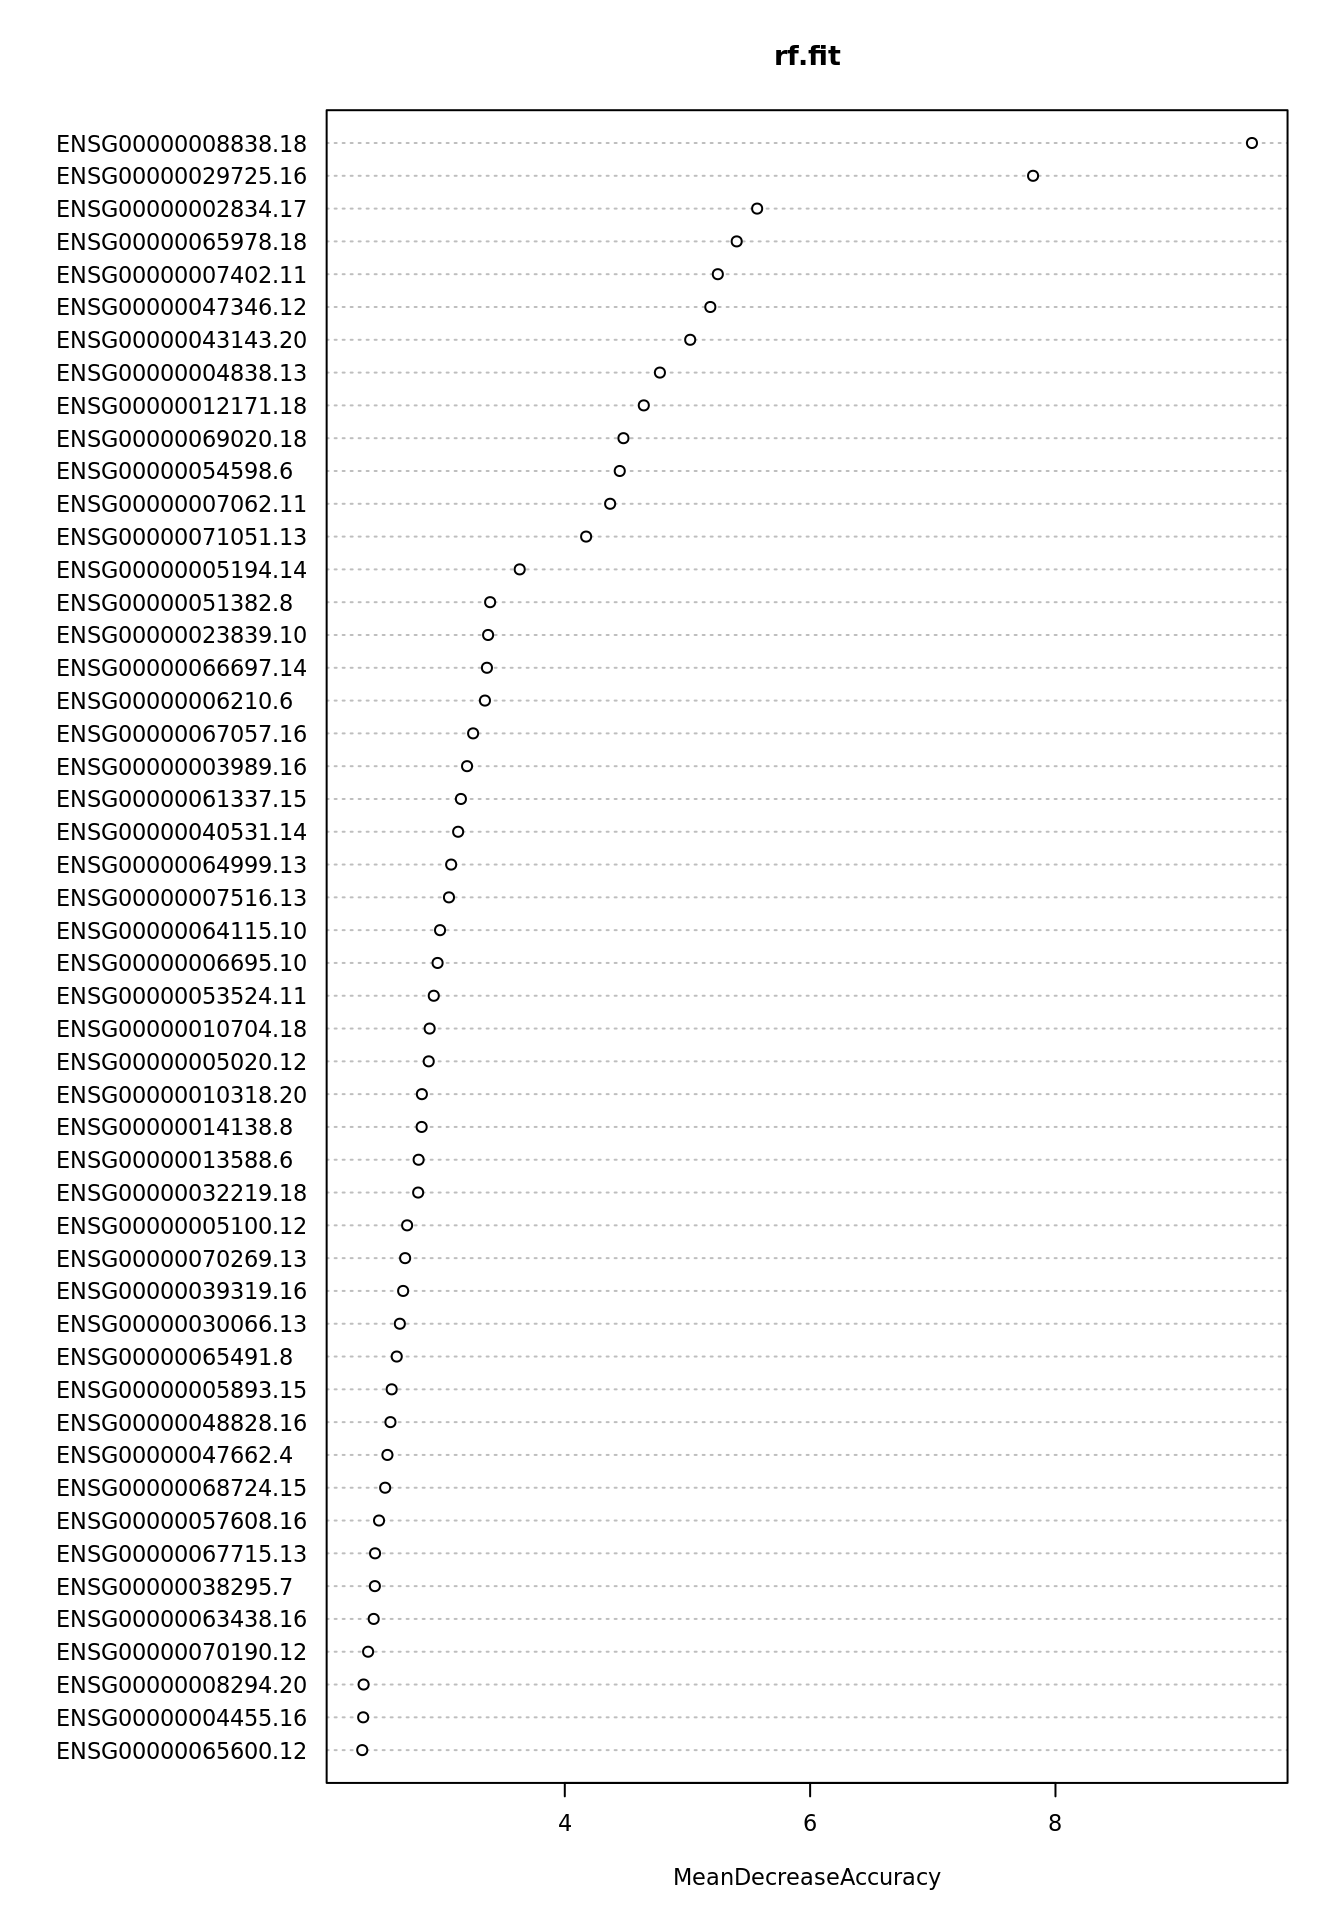 rf.fit
ENSG00000008838.18
ENSG00000029725.16
ENSG00000002834.17
ENSG00000065978.18
ENSG00000007402.11
ENSG00000047346.12
ENSG00000043143.20
ENSG00000004838.13
ENSG00000012171.18
ENSG00000069020.18
ENSG00000054598.6
ENSG00000007062.11
ENSG00000071051.13
ENSG00000005194.14
ENSG00000051382.8
ENSG00000023839.10
ENSG00000066697.14
ENSG00000006210.6
ENSG00000067057.16
ENSG00000003989.16
ENSG00000061337.15
ENSG00000040531.14
ENSG00000064999.13
ENSG00000007516.13
ENSG00000064115.10
ENSG00000006695.10
ENSG00000053524.11
ENSG00000010704.18
ENSG00000005020.12
ENSG00000010318.20
ENSG00000014138.8
ENSG00000013588.6
ENSG00000032219.18
ENSG00000005100.12
ENSG00000070269.13
ENSG00000039319.16
ENSG00000030066.13
ENSG00000065491.8
ENSG00000005893.15
ENSG00000048828.16
ENSG00000047662.4
ENSG00000068724.15
ENSG00000057608.16
ENSG00000067715.13
ENSG00000038295.7
ENSG00000063438.16
ENSG00000070190.12
ENSG00000008294.20
ENSG00000004455.16
ENSG00000065600.12
4 6 8
MeanDecreaseAccuracy